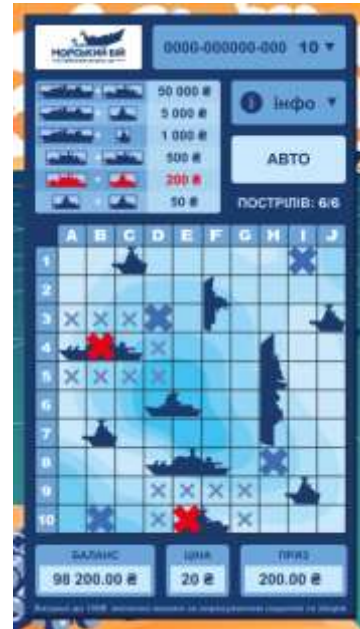 МОРСЬКИЙ БІЙ
0000-000000-000 10
50 000 ₴
5 000 ₴
1 000 ₴
500 ₴
200 ₴
50 ₴
ІНФО
АВТО
ПОСТРІЛІВ: 6/6
A B C D E F G H I J
1
2
3
4
5
6
7
8
9
10
БАЛАНС ЦІНА ПРИЗ
98 200.00 ₴ 20 ₴ 200.00 ₴